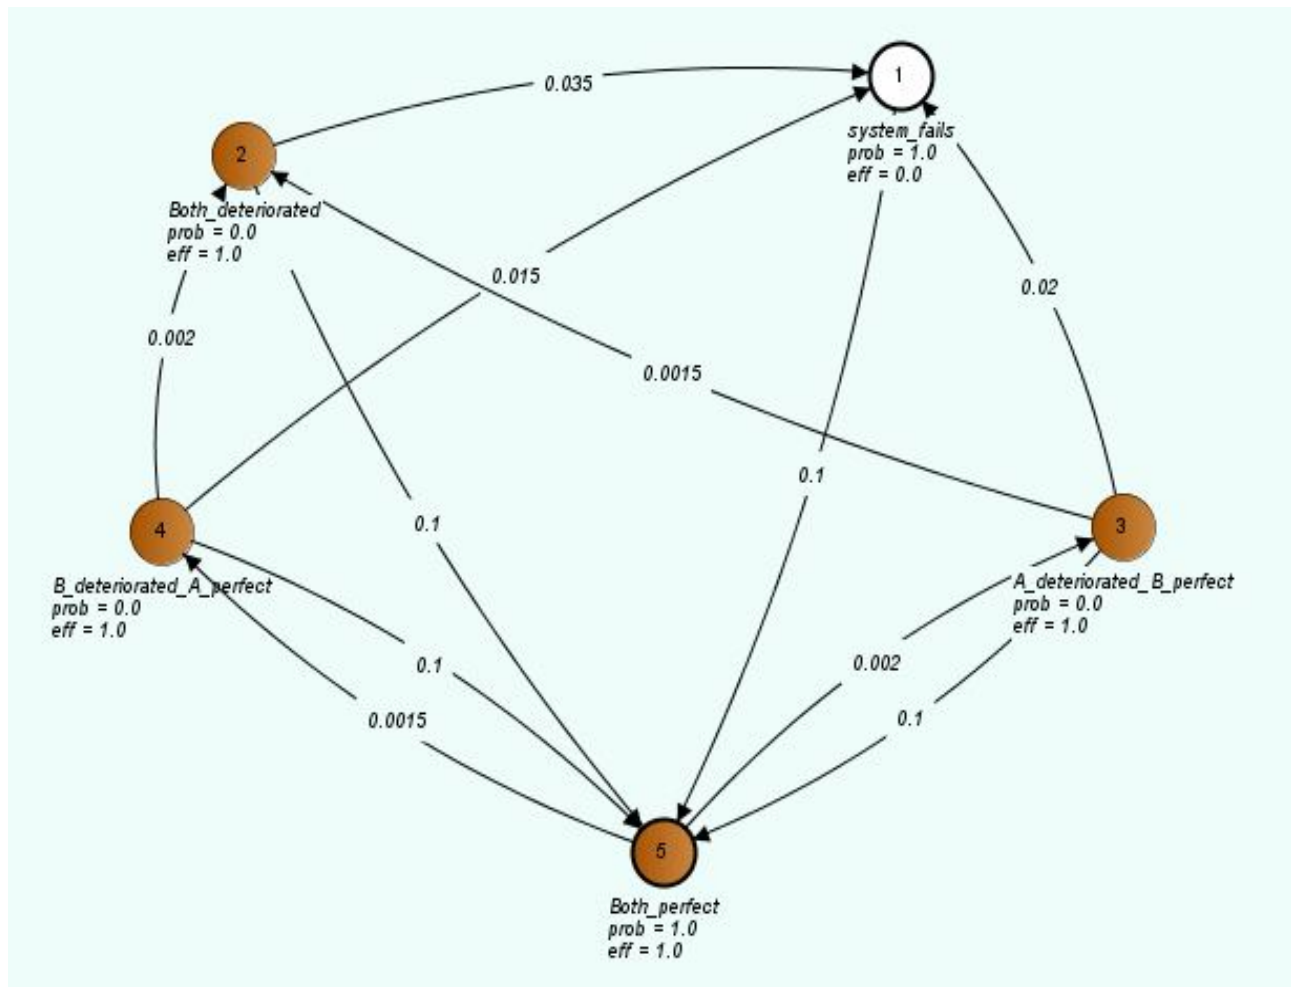 1
system_fails
prob = 1.0
eff = 0.0
0.035
2
Both_deteriorated
prob = 0.0
eff = 1.0
0.015
0.02
0.002
0.0015
0.1
0.1
4
B_deteriorated_A_perfect
prob = 0.0
eff = 1.0
3
A_deteriorated_B_perfect
prob = 0.0
eff = 1.0
0.1
0.002
0.0015
0.1
5
Both_perfect
prob = 1.0
eff = 1.0